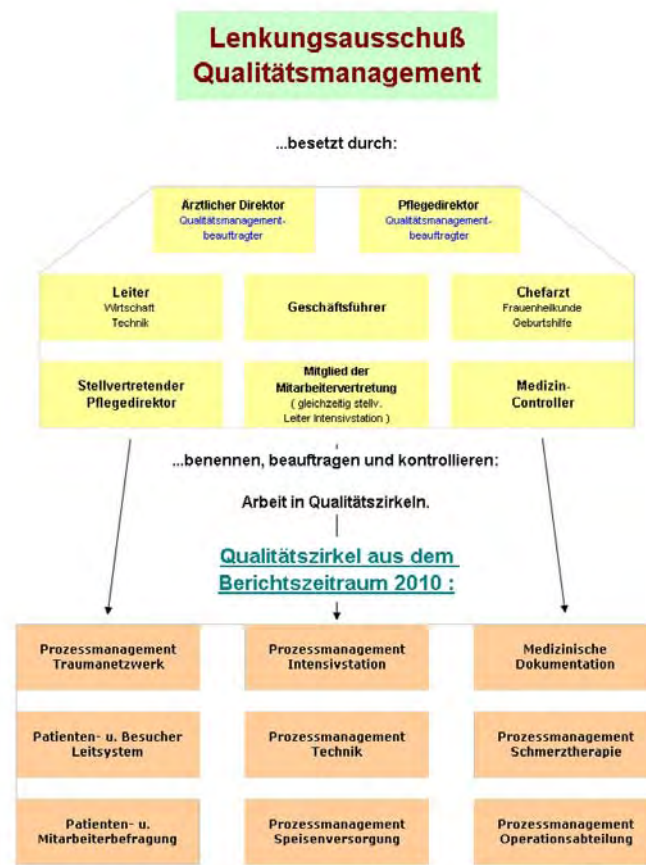 Lenkungsausschuß
Qualitätsmanagement
...besetzt durch:
Ärztlicher Direktor
Qualitätsmanagement-
beauftragter
Pflegedirektor
Qualitätsmanagement-
beauftragter
Leiter
Wirtschaft
Technik
Geschäftsführer
Chefarzt
Frauenheilkunde
Geburtshilfe
Stellvertretender
Pflegedirektor
Mitglied der
Mitarbeitervertretung
( gleichzeitig stellv.
Leiter Intensivstation )
Medizin-
Controller
...benennen, beauftragen und kontrollieren:
Arbeit in Qualitätszirkeln.
Qualitätszirkel aus dem
Berichtszeitraum 2010 :
Prozessmanagement
Traumanetzwerk
Prozessmanagement
Intensivstation
Medizinische
Dokumentation
Patienten- u. Besucher
Leitsystem
Prozessmanagement
Technik
Prozessmanagement
Schmerztherapie
Patienten- u.
Mitarbeiterbefragung
Prozessmanagement
Speisenversorgung
Prozessmanagement
Operationsabteilung